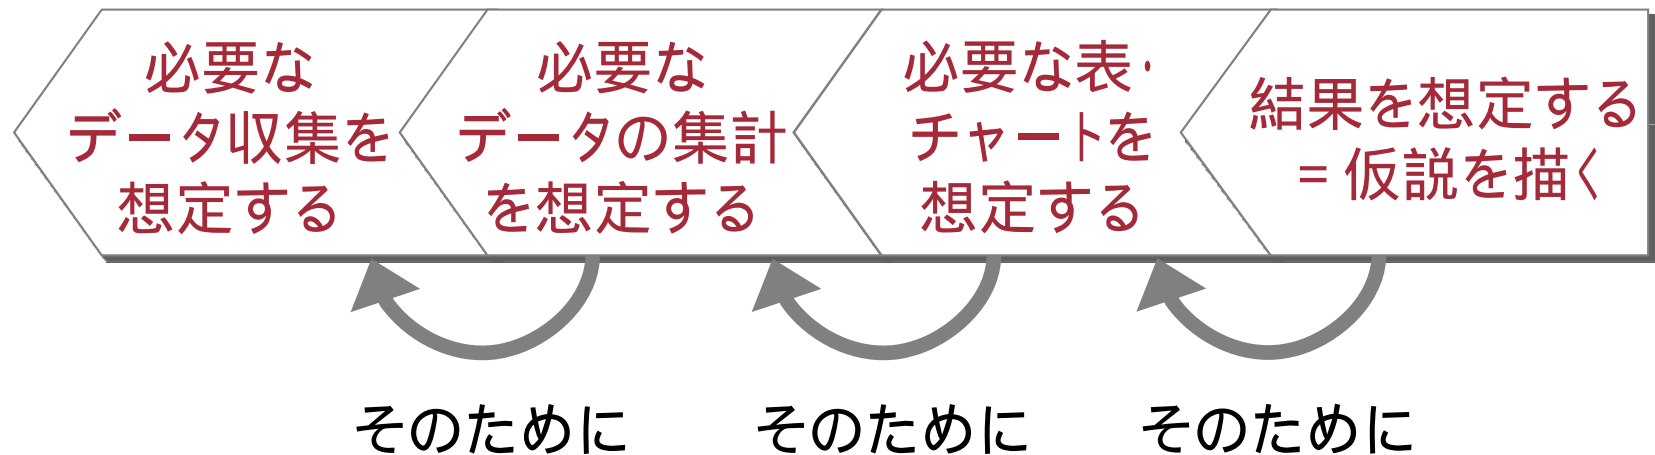 必要な
データ収集を
想定する
必要な
データの集計
を想定する
必要な表・
チャートを
想定する
結果を想定する
＝仮説を描く
そのために
そのために
そのために